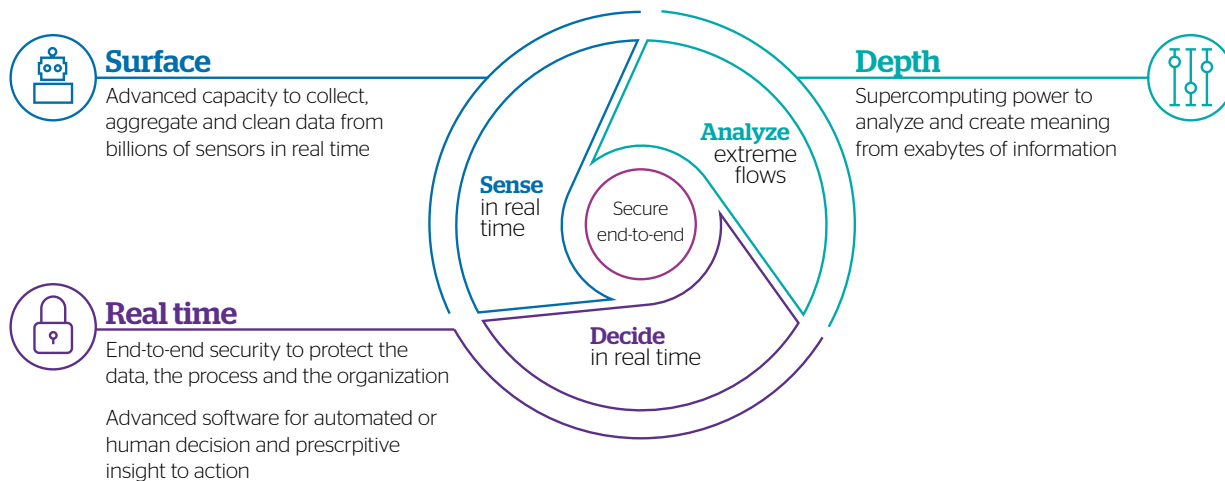 Surface
Advanced capacity to collect,
aggregate and clean data from
billions of sensors in real time
Depth
Supercomputing power to
analyze and create meaning
from exabytes of information
Analyze
extreme
flows
Sense
in real
time
Secure
end-to-end
Decide
in real time
Real time
End-to-end security to protect the
data, the process and the organization
Advanced software for automated or
human decision and prescrpitive
insight to action